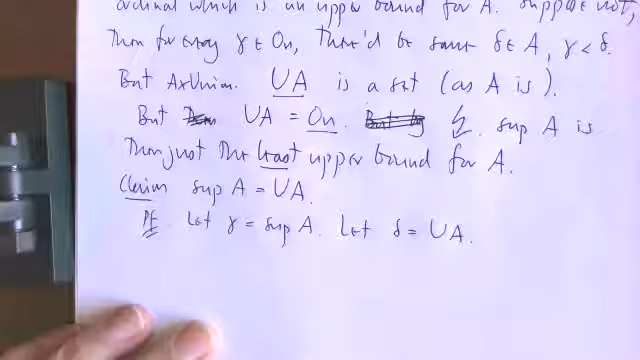 ordinal which is an upper bound for A. Suppose not,
Then for every γ ∈ On, there'd be some δ ∈ A, γ < δ.
But AxUnion. ∪A is a set (as A is).
But ∪A = On. ↯. sup A is
then just the least upper bound for A.
Claim sup A = ∪A.
Pf. Let γ = sup A. Let δ = ∪A.